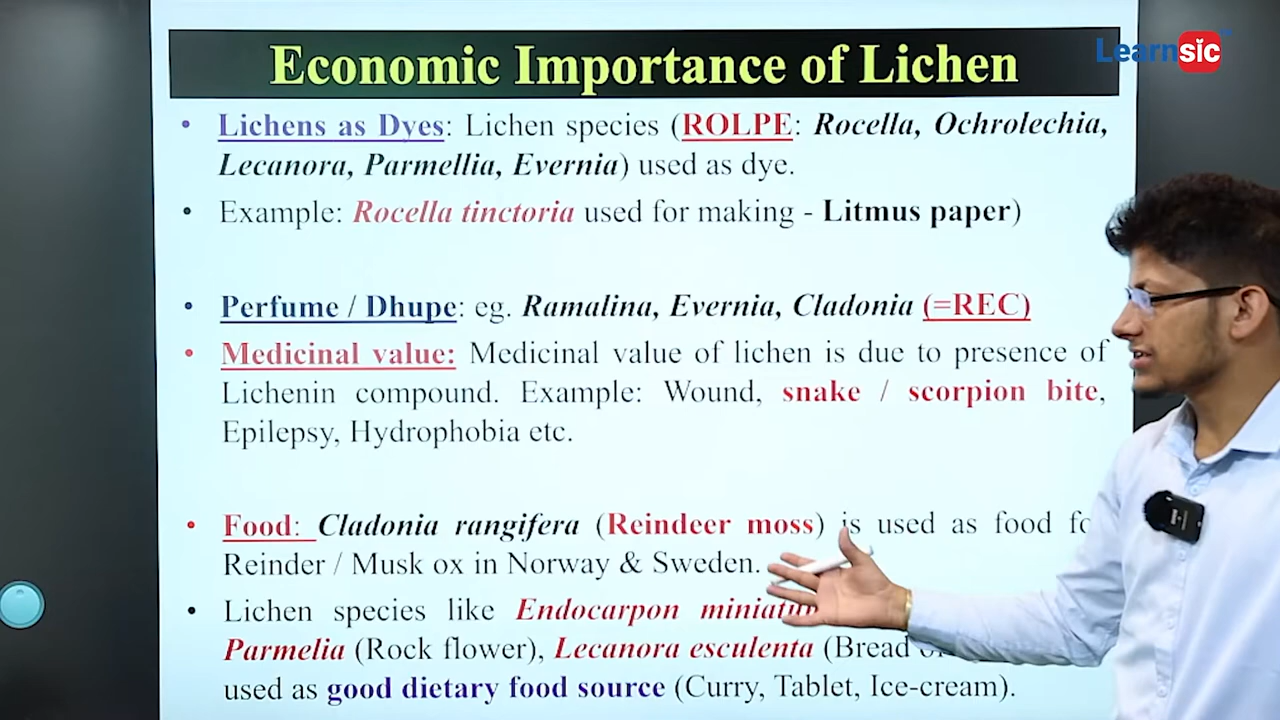 Economic Importance of Lichen
Learnsic
• Lichens as Dyes: Lichen species (ROLPE: Rocella, Ochrolechia,
Lecanora, Parmellia, Evernia) used as dye.
• Example: Rocella tinctoria used for making - Litmus paper)
• Perfume / Dhupe: eg. Ramalina, Evernia, Cladonia (=REC)
• Medicinal value: Medicinal value of lichen is due to presence of
Lichenin compound. Example: Wound, snake / scorpion bite,
Epilepsy, Hydrophobia etc.
• Food: Cladonia rangifera (Reindeer moss) is used as food
Reinder / Musk ox in Norway & Sweden.
• Lichen species like Endocarpon
Parmelia (Rock flower), Lecanora esculenta (Bread
used as good dietary food source (Curry, Tablet, Ice-cream).